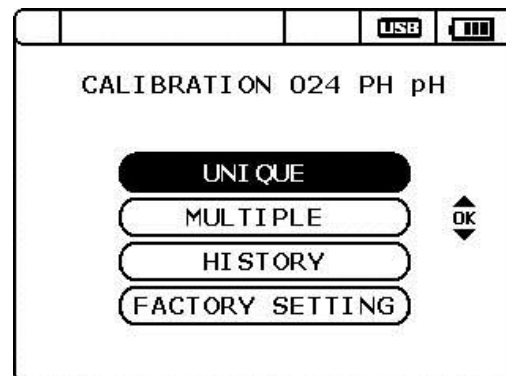 USB
CALIBRATION 024 PH pH
UNIQUE
MULTIPLE
OK
HISTORY
FACTORY SETTING